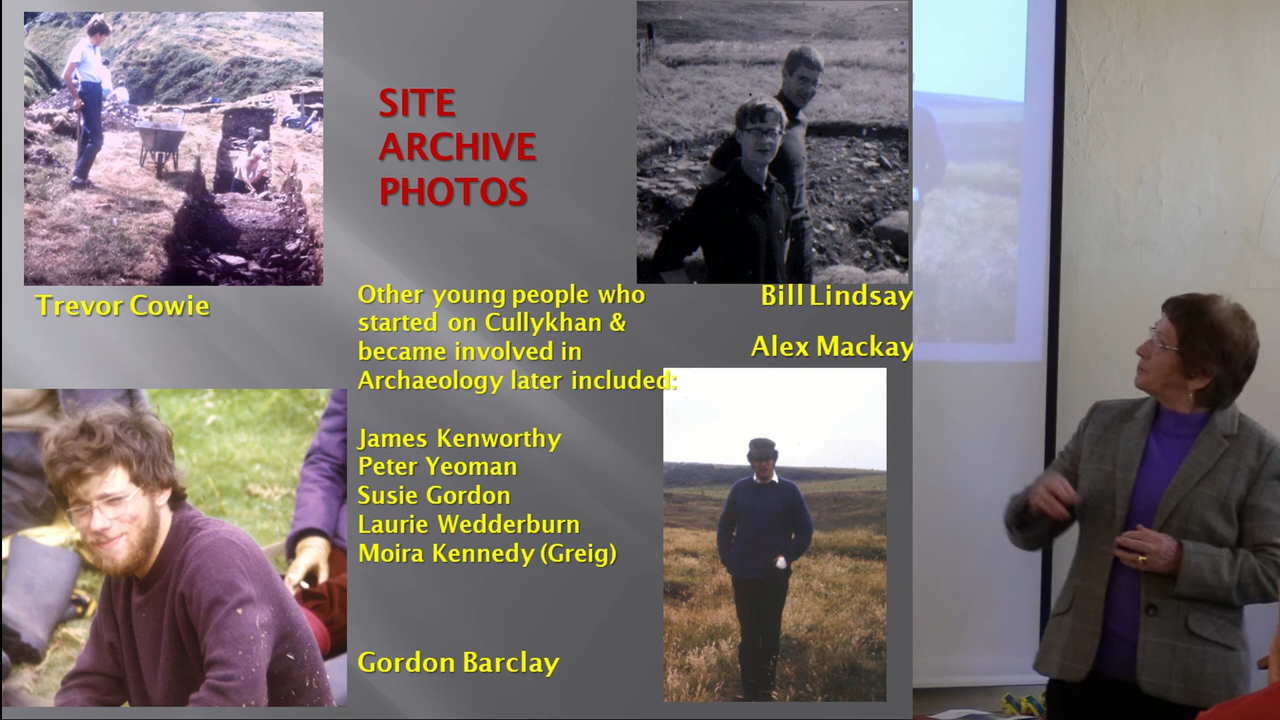 SITE
ARCHIVE
PHOTOS
Trevor Cowie
Bill Lindsay
Alex Mackay
Other young people who
started on Cullykhan &
became involved in
Archaeology later included:
James Kenworthy
Peter Yeoman
Susie Gordon
Laurie Wedderburn
Moira Kennedy (Greig)
Gordon Barclay